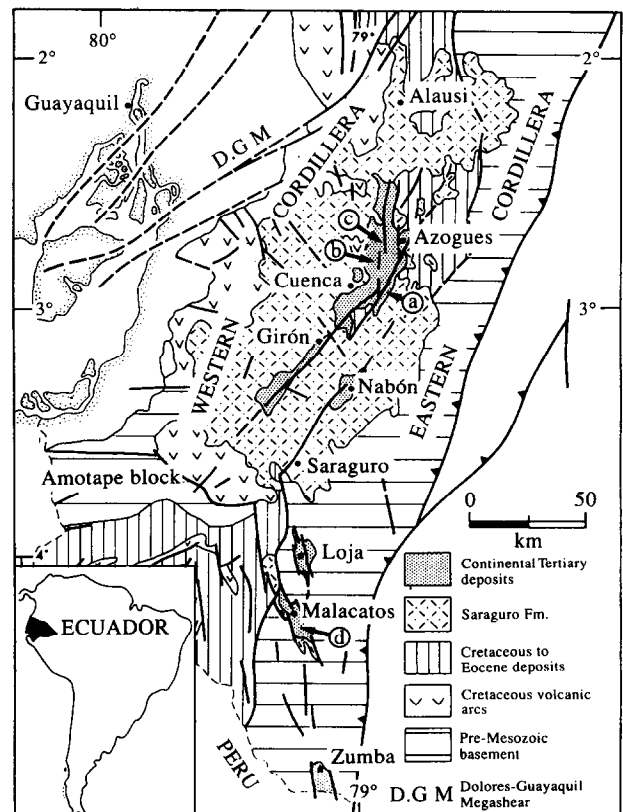 80°
79°
2°
2°
Guayaquil
Alausi
D.G M
CORDILLERA
CORDILLERA
c
b
Azogues
Cuenca
a
3°
3°
Girón
WESTERN
Nabón
EASTERN
Saraguro
Amotape block
0 50
km
4°
Loja
Continental Tertiary
deposits
ECUADOR
Malacatos
d
Saraguro Fm.
Cretaceous to
Eocene deposits
Cretaceous volcanic
arcs
PERU
Zumba
Pre-Mesozoic
basement
79°
D.G M Dolores-Guayaquil
Megashear